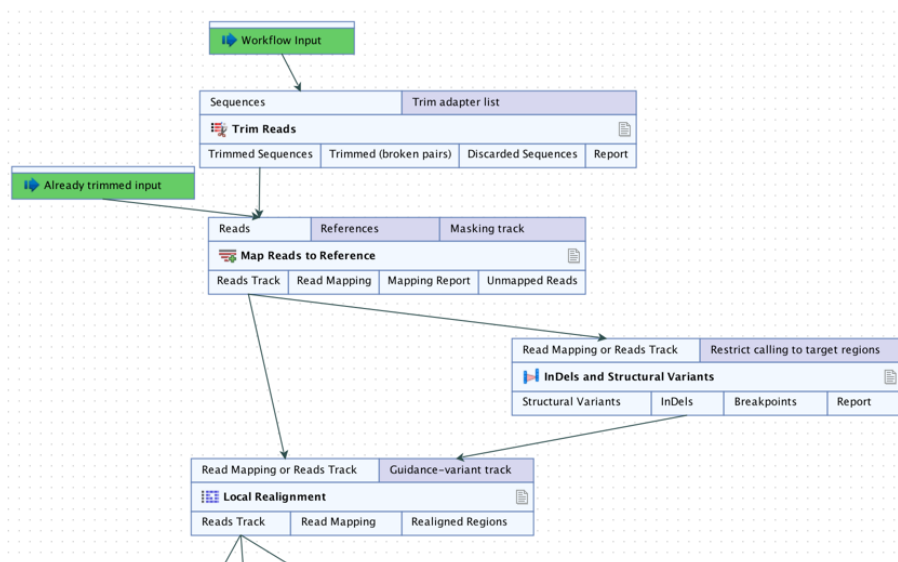 Workflow Input
Sequences Trim adapter list
Trim Reads
Trimmed Sequences Trimmed (broken pairs) Discarded Sequences Report
Already trimmed input
Reads References Masking track
Map Reads to Reference
Reads Track Read Mapping Mapping Report Unmapped Reads
Read Mapping or Reads Track Restrict calling to target regions
InDels and Structural Variants
Structural Variants InDels Breakpoints Report
Read Mapping or Reads Track Guidance-variant track
Local Realignment
Reads Track Read Mapping Realigned Regions